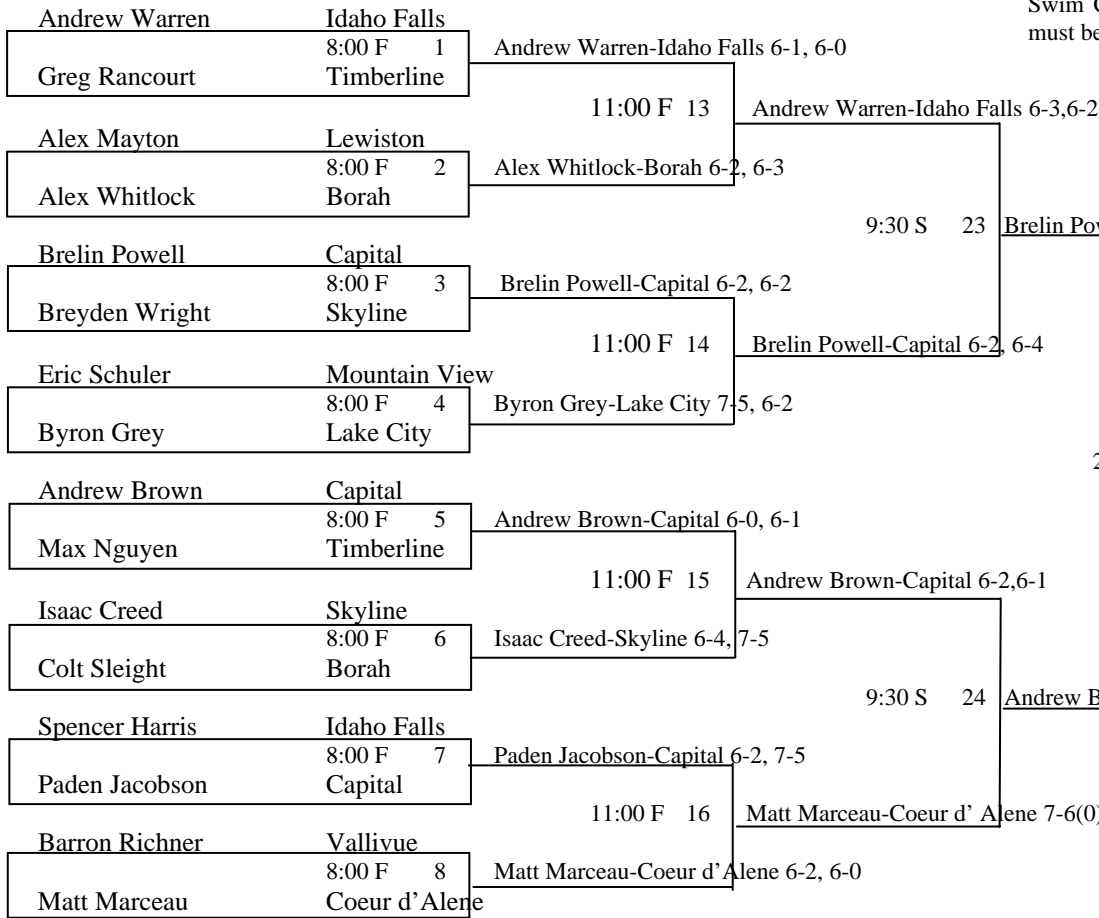 Swim
must be
Andrew Warren Idaho Falls
8:00 F 1 Andrew Warren-Idaho Falls 6-1, 6-0
Greg Rancourt Timberline
11:00 F 13 Andrew Warren-Idaho Falls 6-3,6-2
Alex Mayton Lewiston
8:00 F 2 Alex Whitlock-Borah 6-2, 6-3
Alex Whitlock Borah
9:30 S 23 Brelin
Brelin Powell Capital
8:00 F 3 Brelin Powell-Capital 6-2, 6-2
Breyden Wright Skyline
11:00 F 14 Brelin Powell-Capital 6-2, 6-4
Eric Schuler Mountain View
8:00 F 4 Byron Grey-Lake City 7-5, 6-2
Byron Grey Lake City
2
Andrew Brown Capital
8:00 F 5 Andrew Brown-Capital 6-0, 6-1
Max Nguyen Timberline
11:00 F 15 Andrew Brown-Capital 6-2,6-1
Isaac Creed Skyline
8:00 F 6 Isaac Creed-Skyline 6-4, 7-5
Colt Sleight Borah
9:30 S 24 Andrew
Spencer Harris Idaho Falls
8:00 F 7 Paden Jacobson-Capital 6-2, 7-5
Paden Jacobson Capital
11:00 F 16 Matt Marceau-Coeur d' Alene 7-6(0)
Barron Richner Vallivue
8:00 F 8 Matt Marceau-Coeur d'Alene 6-2, 6-0
Matt Marceau Coeur d'Alene